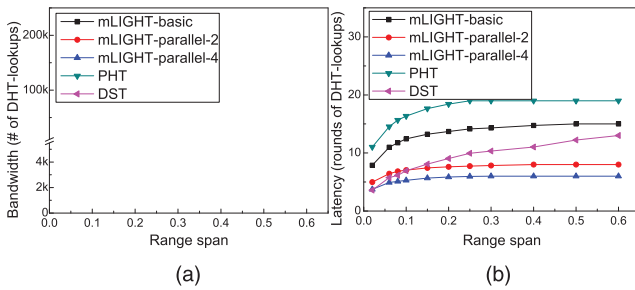 mLIGHT-basic
mLIGHT-parallel-2
mLIGHT-parallel-4
PHT
DST
Bandwidth (# of DHT-lookups)
200k
100k
4k
2k
0
0.0 0.1 0.2 0.3 0.4 0.5 0.6
Range span
(a)
mLIGHT-basic
mLIGHT-parallel-2
mLIGHT-parallel-4
PHT
DST
Latency (rounds of DHT-lookups)
30
20
10
0
0.0 0.1 0.2 0.3 0.4 0.5 0.6
Range span
(b)